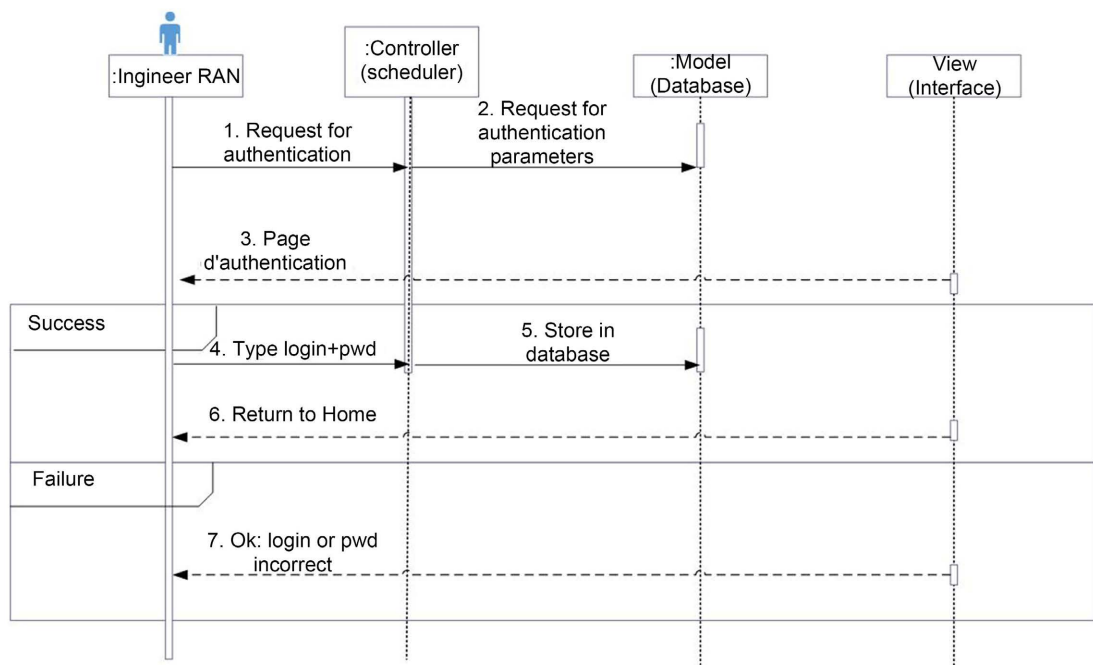 :Ingineer RAN
:Controller
(scheduler)
:Model
(Database)
View
(Interface)
1. Request for
authentication
2. Request for
authentication
parameters
3. Page
d'authentication
Success
4. Type login+pwd
5. Store in
database
6. Return to Home
Failure
7. Ok: login or pwd
incorrect